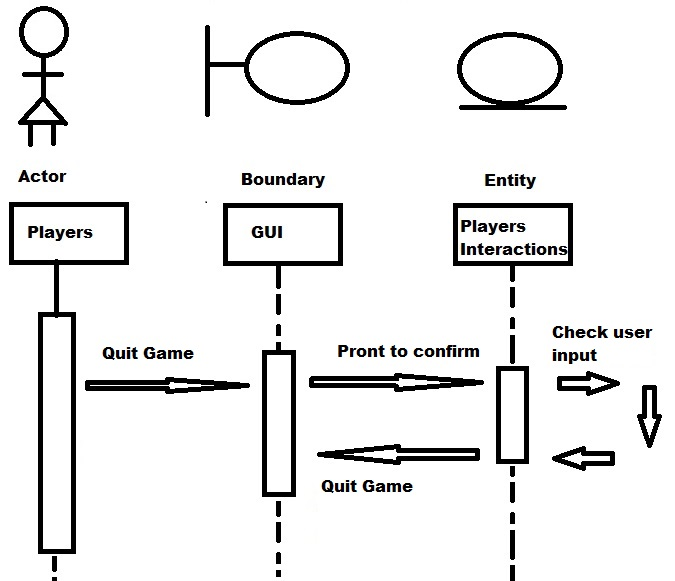 Actor
Boundary
Entity
Players
GUI
Players
Interactions
Quit Game
Pront to confirm
Check user
input
Quit Game